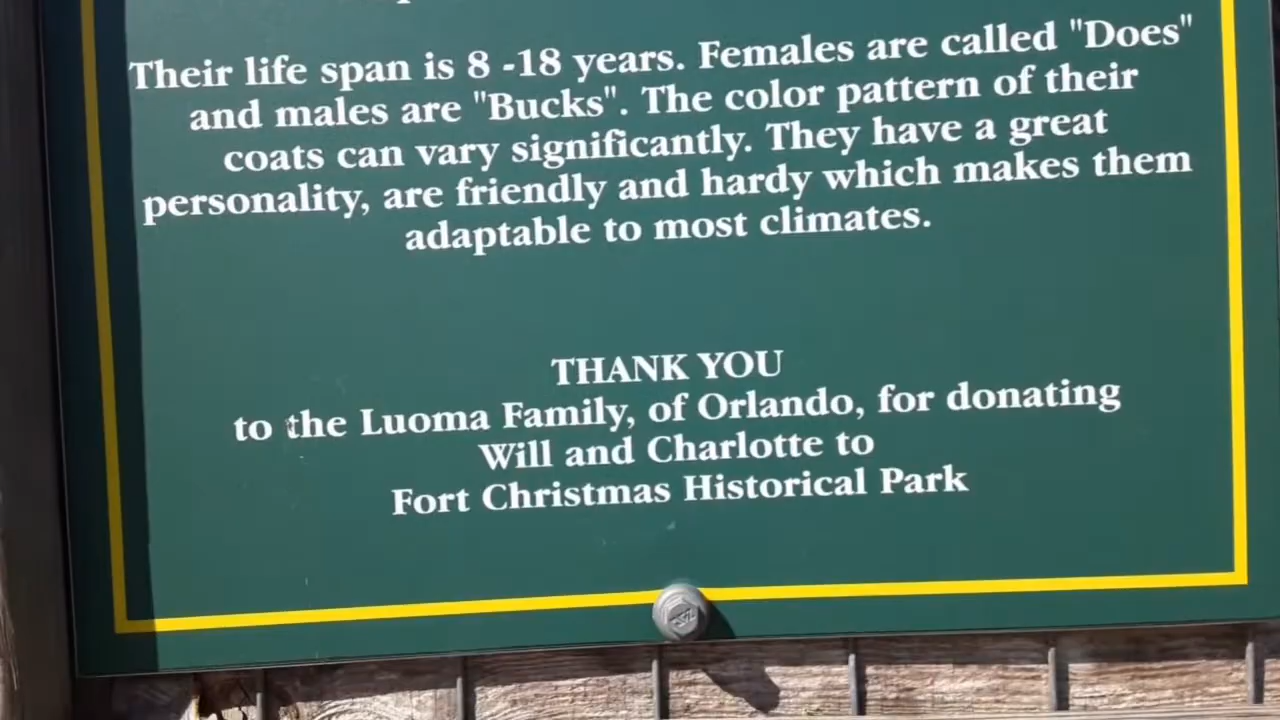 Their life span is 8 -18 years. Females are called "Does"
and males are "Bucks". The color pattern of their
coats can vary significantly. They have a great
personality, are friendly and hardy which makes them
adaptable to most climates.
THANK YOU
to the Luoma Family, of Orlando, for donating
Will and Charlotte to
Fort Christmas Historical Park